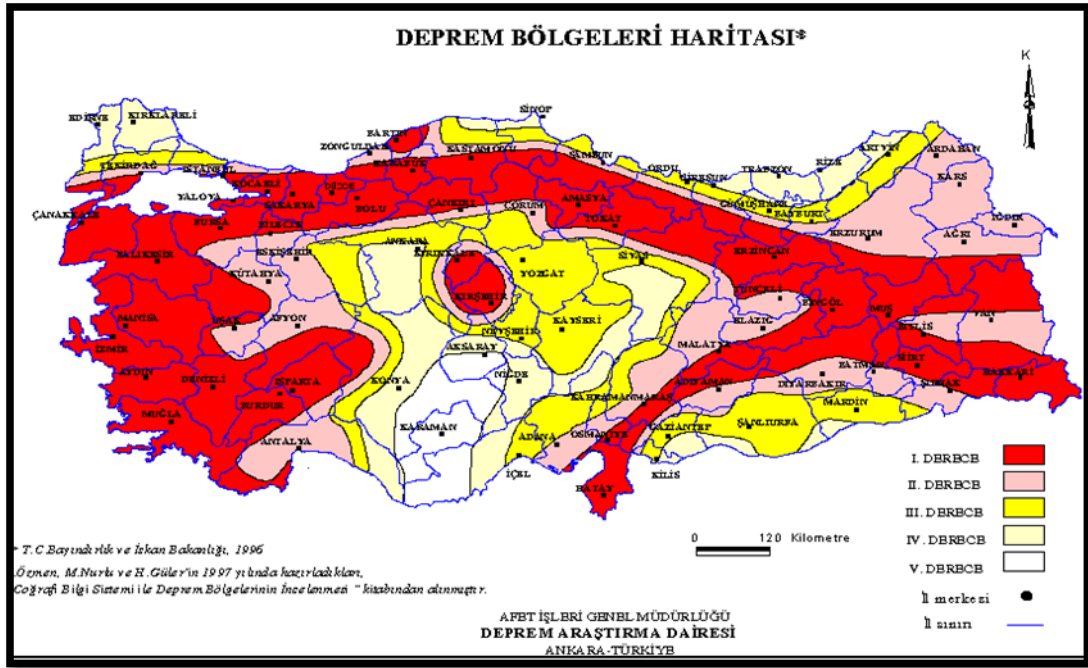 DEPREM BÖLGELERİ HARİTASI*
K
SİNOP
EDİRNE
KIRKLARELİ
BARTIN
ZONGULDAK
KASTAMONU
KARABÜK
TEKİRDAĞ
İSTANBUL
KOCAELİ
YALOVA
SAKARYA
DÜZCE
BOLU
ÇANKIRI
ÇORUM
AMASYA
TOKAT
SAMSUN
ORDU
GİRESUN
TRABZON
RİZE
ARTVİN
ARDAHAN
KARS
GÜMÜŞHANE
BAYBURT
ERZURUM
AĞRI
IĞDIR
ÇANAKKALE
BURSA
BİLECİK
ESKİŞEHİR
ANKARA
KIRIKKALE
YOZGAT
SİVAS
ERZİNCAN
BALIKESİR
KÜTAHYA
KIRŞEHİR
TUNCELİ
BİNGÖL
MUŞ
VAN
MANİSA
UŞAK
AFYON
NEVŞEHİR
KAYSERİ
ELAZIĞ
BİTLİS
İZMİR
AKSARAY
MALATYA
SİİRT
AYDIN
DENİZLİ
ISPARTA
KONYA
NİĞDE
ADIYAMAN
DİYARBAKIR
BATMAN
ŞIRNAK
HAKKARİ
BURDUR
KAHRAMANMARAŞ
MARDİN
MUĞLA
KARAMAN
ADANA
OSMANİYE
GAZİANTEP
ŞANLIURFA
ANTALYA
İÇEL
KİLİS
HATAY
I. DERECE
II. DERECE
III. DERECE
IV. DERECE
V. DERECE
İl merkezi
İl sınırı
0 120 Kilometre
* T.C Bayındırlık ve İskan Bakanlığı, 1996
.Özmen, M.Nurlu ve H.Güler'in 1997 yılında hazırladıkları,
Coğrafi Bilgi Sistemi ile Deprem Bölgelerinin İncelenmesi " kitabından alınmıştır.
AFET İŞLERİ GENEL MÜDÜRLÜĞÜ
DEPREM ARAŞTIRMA DAİRESİ
ANKARA-TÜRKİYE